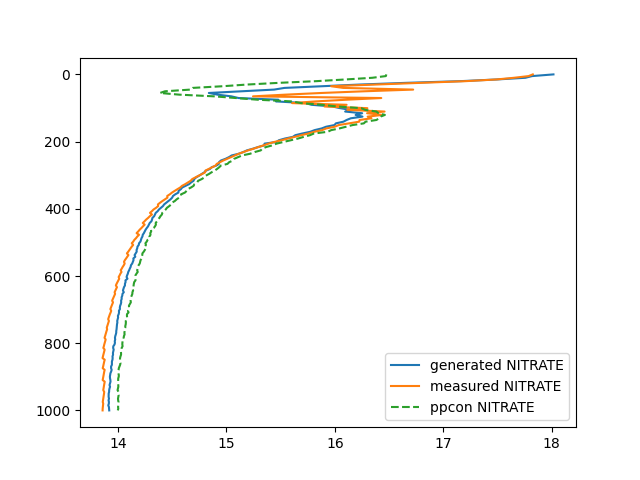 0
200
400
600
800
1000
14 15 16 17 18
generated NITRATE
measured NITRATE
ppcon NITRATE